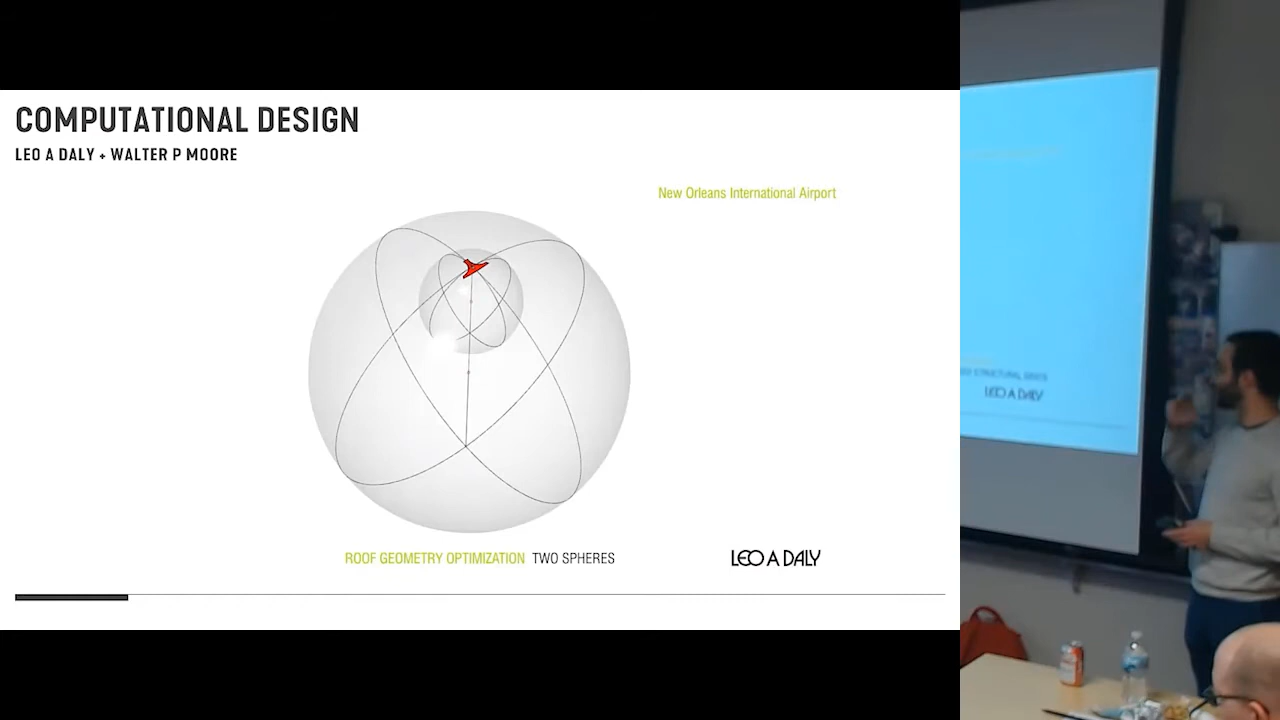 COMPUTATIONAL DESIGN
LEO A DALY + WALTER P MOORE
New Orleans International Airport
ROOF GEOMETRY OPTIMIZATION TWO SPHERES
LEO A DALY
STRUCTURAL
LEO A DALY